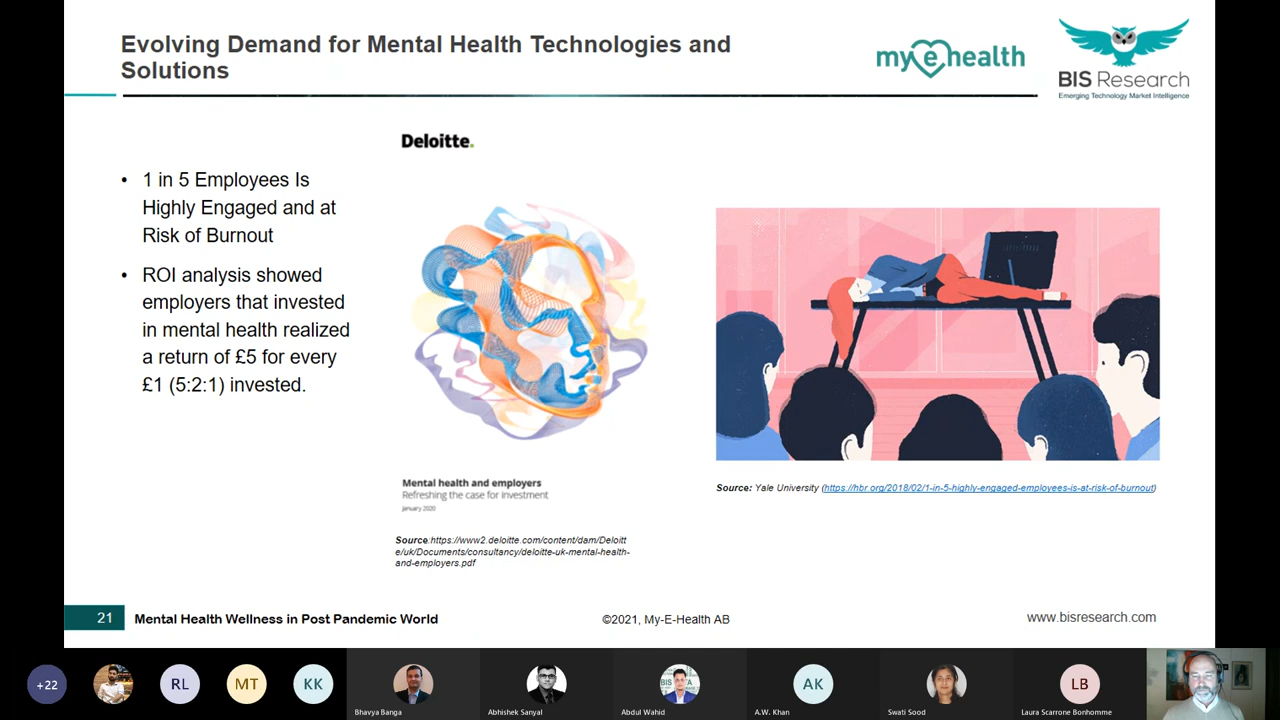 Evolving Demand for Mental Health Technologies and
Solutions
my e health
BIS Research
Emerging Technology Market Intelligence
Deloitte.
• 1 in 5 Employees Is
Highly Engaged and at
Risk of Burnout
• ROI analysis showed
employers that invested
in mental health realized
a return of £5 for every
£1 (5:2:1) invested.
Mental health and employers
Refreshing the case for investment
January 2020
Source:https://www2.deloitte.com/content/dam/Deloitt
e/uk/Documents/consultancy/deloitte-uk-mental-health-
and-employers.pdf
Source: Yale University (https://hbr.org/2018/02/1-in-5-highly-engaged-employees-is-at-risk-of-burnout)
21
Mental Health Wellness in Post Pandemic World
©2021, My-E-Health AB
www.bisresearch.com
+22
RL
MT
KK
Bhavya Banga
Abhishek Sanyal
Abdul Wahid
AK
A.W. Khan
Swati Sood
LB
Laura Scarrone Bonhomme